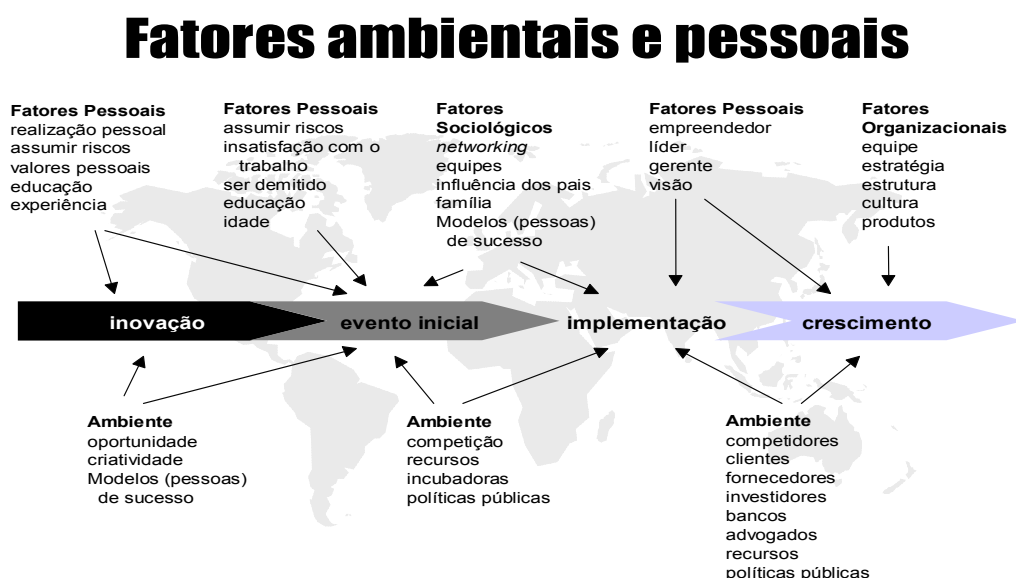 Fatores ambientais e pessoais
Fatores Pessoais
realização pessoal
assumir riscos
valores pessoais
educação
experiência
Fatores Pessoais
assumir riscos
insatisfação com o
trabalho
ser demitido
educação
idade
Fatores
Sociológicos
networking
equipes
influência dos pais
família
Modelos (pessoas)
de sucesso
Fatores Pessoais
empreendedor
líder
gerente
visão
Fatores
Organizacionais
equipe
estratégia
estrutura
cultura
produtos
inovação
evento inicial
implementação
crescimento
Ambiente
oportunidade
criatividade
Modelos (pessoas)
de sucesso
Ambiente
competição
recursos
incubadoras
políticas públicas
Ambiente
competidores
clientes
fornecedores
investidores
bancos
advogados
recursos
políticas públicas